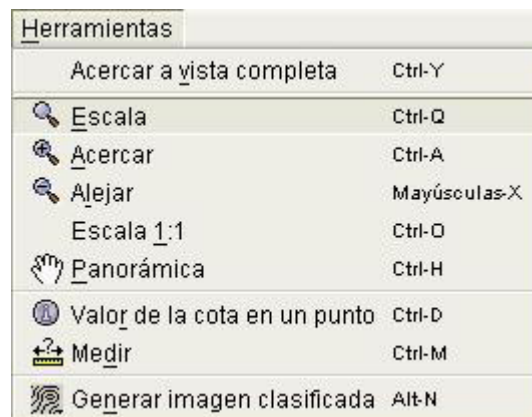 Herramientas
Acercar a vista completa Ctrl-Y
Escala Ctrl-Q
Acercar Ctrl-A
Alejar Mayúsculas-X
Escala 1:1 Ctrl-O
Panorámica Ctrl-H
Valor de la cota en un punto Ctrl-D
Medir Ctrl-M
Generar imagen clasificada Alt-N